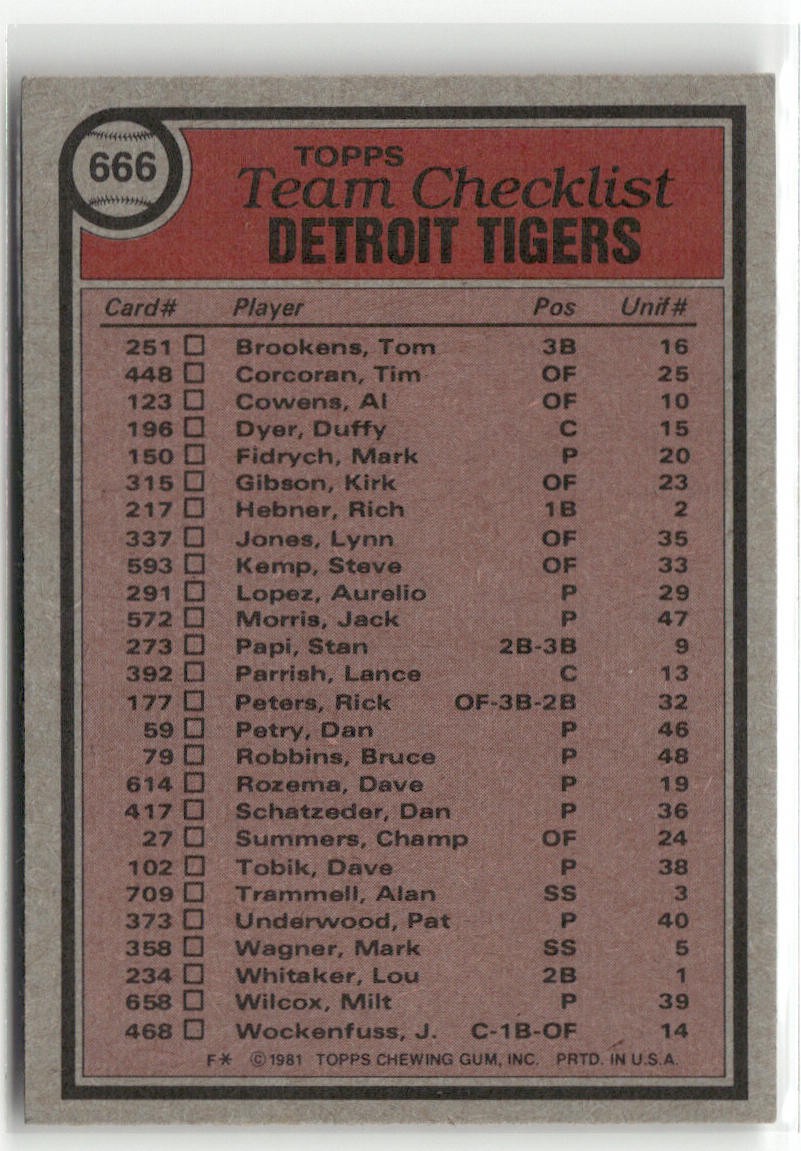 666
TOPPS
Team Checklist
DETROIT TIGERS
Card# Player Pos Unif#
251 Brookens, Tom 3B 16
448 Corcoran, Tim OF 25
123 Cowens, Al OF 10
196 Dyer, Duffy C 15
150 Fidrych, Mark P 20
315 Gibson, Kirk OF 23
217 Hebner, Rich 1B 2
337 Jones, Lynn OF 35
593 Kemp, Steve OF 33
291 Lopez, Aurelio P 29
572 Morris, Jack P 47
273 Papi, Stan 2B-3B 9
392 Parrish, Lance C 13
177 Peters, Rick OF-3B-2B 32
59 Petry, Dan P 46
79 Robbins, Bruce P 48
614 Rozema, Dave P 19
417 Schatzeder, Dan P 36
27 Summers, Champ OF 24
102 Tobik, Dave P 38
709 Trammell, Alan SS 3
373 Underwood, Pat P 40
358 Wagner, Mark SS 5
234 Whitaker, Lou 2B 1
658 Wilcox, Milt P 39
468 Wockenfuss, J. C-1B-OF 14
F* ©1981 TOPPS CHEWING GUM, INC. PRTD. IN U.S.A.